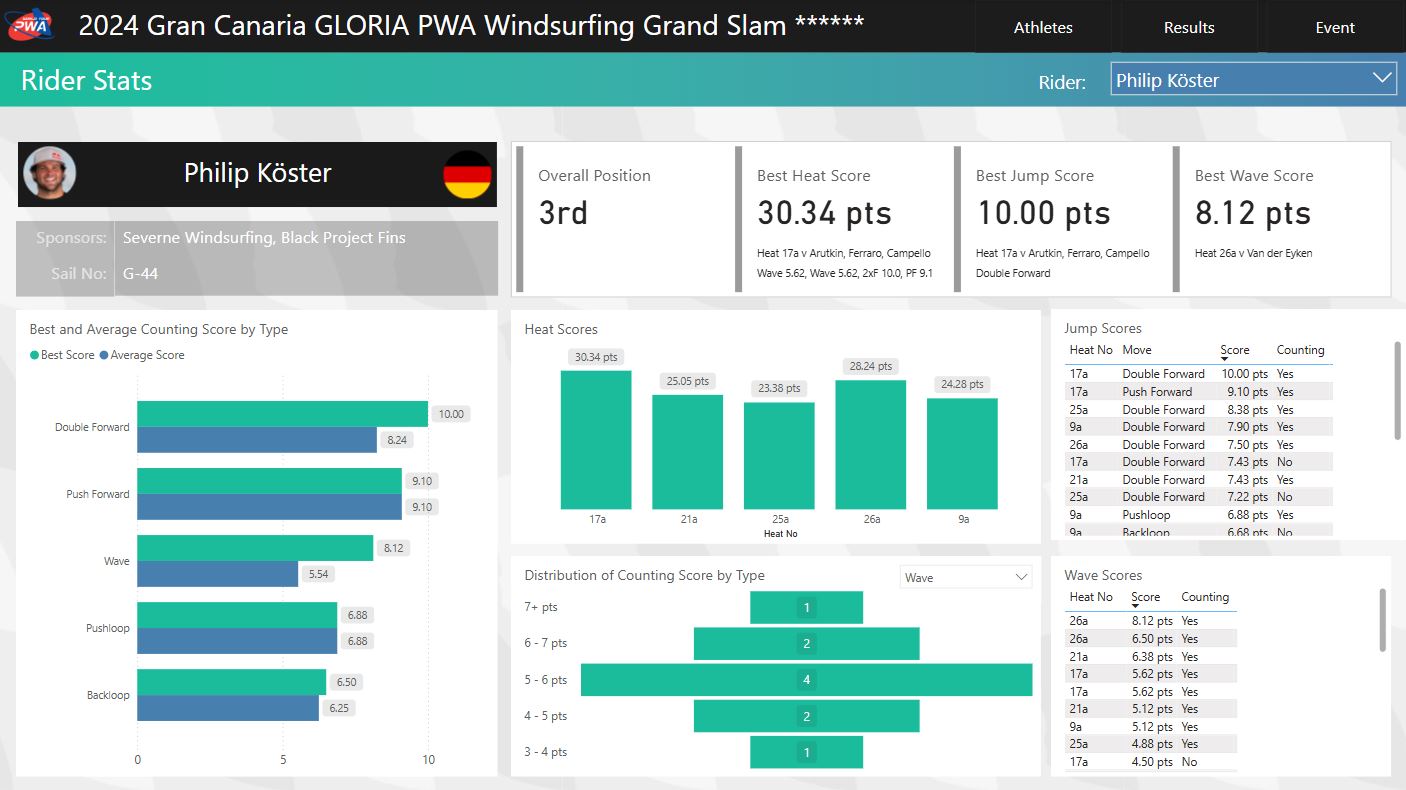 PWA
2024 Gran Canaria GLORIA PWA Windsurfing Grand Slam ******
Athletes
Results
Event
Rider Stats
Rider:
Philip Köster
Philip Köster
Sponsors: Severne Windsurfing, Black Project Fins
Sail No: G-44
Overall Position
3rd
Best Heat Score
30.34 pts
Heat 17a v Arutkin, Ferraro, Campello
Wave 5.62, Wave 5.62, 2xF 10.0, PF 9.1
Best Jump Score
10.00 pts
Heat 17a v Arutkin, Ferraro, Campello
Double Forward
Best Wave Score
8.12 pts
Heat 26a v Van der Eyken
Best and Average Counting Score by Type
Best Score Average Score
Double Forward 10.00
8.24
Push Forward 9.10
9.10
Wave 8.12
5.54
Pushloop 6.88
6.88
Backloop 6.50
6.25
0 5 10
Heat Scores
30.34 pts 25.05 pts 23.38 pts 28.24 pts 24.28 pts
17a 21a 25a 26a 9a
Heat No
Distribution of Counting Score by Type
Wave
7+ pts 1
6 - 7 pts 2
5 - 6 pts 4
4 - 5 pts 2
3 - 4 pts 1
Jump Scores
Heat No Move Score Counting
17a Double Forward 10.00 pts Yes
17a Push Forward 9.10 pts Yes
25a Double Forward 8.38 pts Yes
9a Double Forward 7.90 pts Yes
26a Double Forward 7.50 pts Yes
17a Double Forward 7.43 pts No
21a Double Forward 7.43 pts Yes
25a Double Forward 7.22 pts No
9a Pushloop 6.88 pts Yes
9a Backloop 6.68 pts No
Wave Scores
Heat No Score Counting
26a 8.12 pts Yes
26a 6.50 pts Yes
21a 6.38 pts Yes
17a 5.62 pts Yes
17a 5.62 pts Yes
21a 5.12 pts Yes
9a 5.12 pts Yes
25a 4.88 pts Yes
17a 4.50 pts No